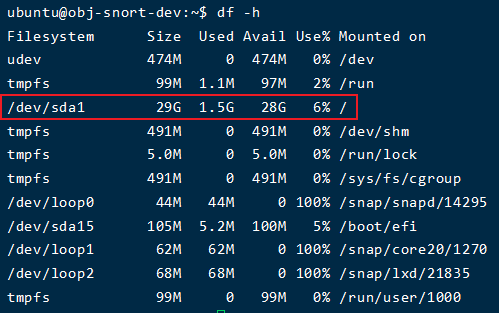 ubuntu@obj-snort-dev:~$ df -h
Filesystem      Size  Used Avail Use% Mounted on
udev            474M     0  474M   0% /dev
tmpfs            99M  1.1M   98M   2% /run
/dev/sda1        29G  1.5G   28G   6% /
tmpfs           491M     0  491M   0% /dev/shm
tmpfs           5.0M     0  5.0M   0% /run/lock
tmpfs           491M     0  491M   0% /sys/fs/cgroup
/dev/loop0       44M   44M     0 100% /snap/snapd/14295
/dev/sda15      105M  5.2M  100M   5% /boot/efi
/dev/loop1       62M   62M     0 100% /snap/core20/1270
/dev/loop2       68M   68M     0 100% /snap/lxd/21835
tmpfs            99M     0   99M   0% /run/user/1000